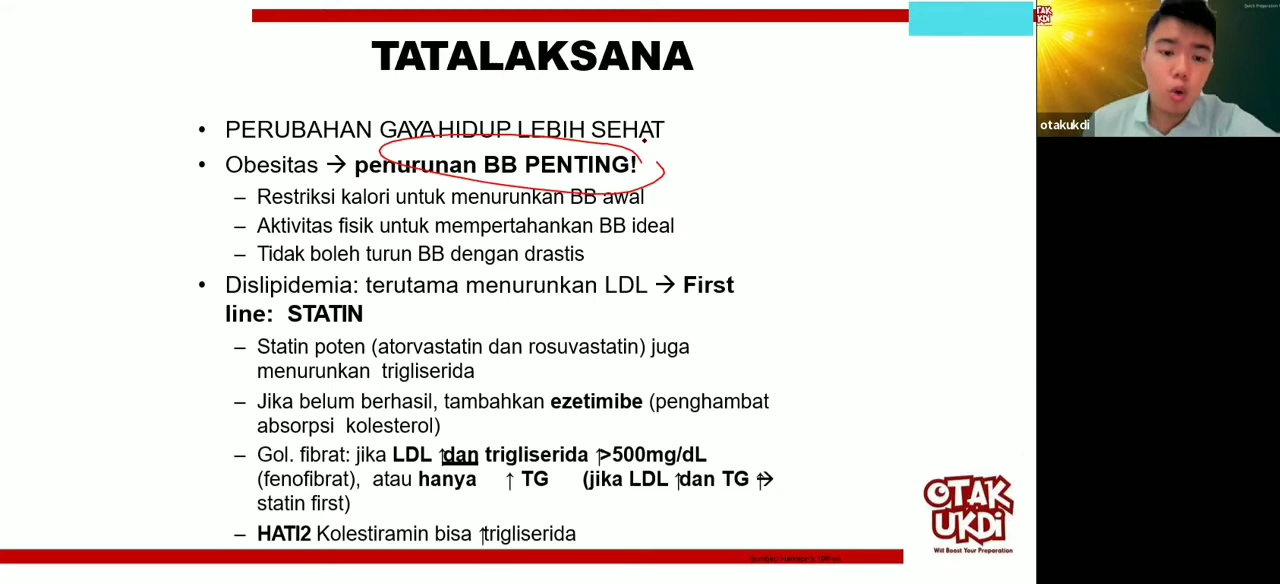 TATALAKSANA
• PERUBAHAN GAYA HIDUP LEBIH SEHAT
• Obesitas → penurunan BB PENTING!
– Restriksi kalori untuk menurunkan BB awal
– Aktivitas fisik untuk mempertahankan BB ideal
– Tidak boleh turun BB dengan drastis
• Dislipidemia: terutama menurunkan LDL → First
line: STATIN
– Statin poten (atorvastatin dan rosuvastatin) juga
menurunkan trigliserida
– Jika belum berhasil, tambahkan ezetimibe (penghambat
absorpsi kolesterol)
– Gol. fibrat: jika LDL ↑dan trigliserida ↑>500mg/dL
(fenofibrat), atau hanya ↑ TG (jika LDL ↑dan TG ↑→
statin first)
– HATI2 Kolestiramin bisa ↑trigliserida
otakukdi
OTAK
UKDi
Will Boost Your Preparation